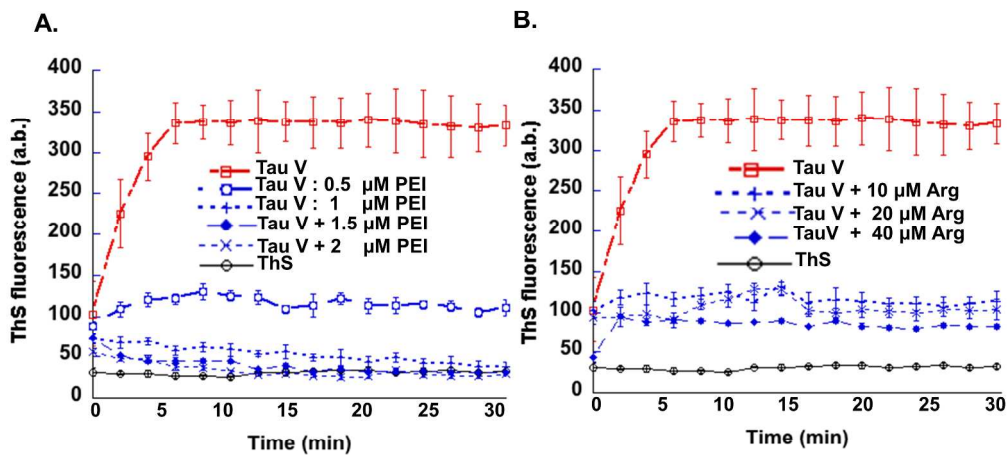 A.
ThS fluorescence (a.b.)
400
350
300
250
200
150
100
50
0
Tau V
Tau V : 0.5 µM PEI
Tau V : 1 µM PEI
Tau V + 1.5 µM PEI
Tau V + 2 µM PEI
ThS
0 5 10 15 20 25 30
Time (min)
B.
ThS fluorescence (a.b.)
400
350
300
250
200
150
100
50
0
Tau V
Tau V + 10 µM Arg
Tau V + 20 µM Arg
TauV + 40 µM Arg
ThS
0 5 10 15 20 25 30
Time (min)